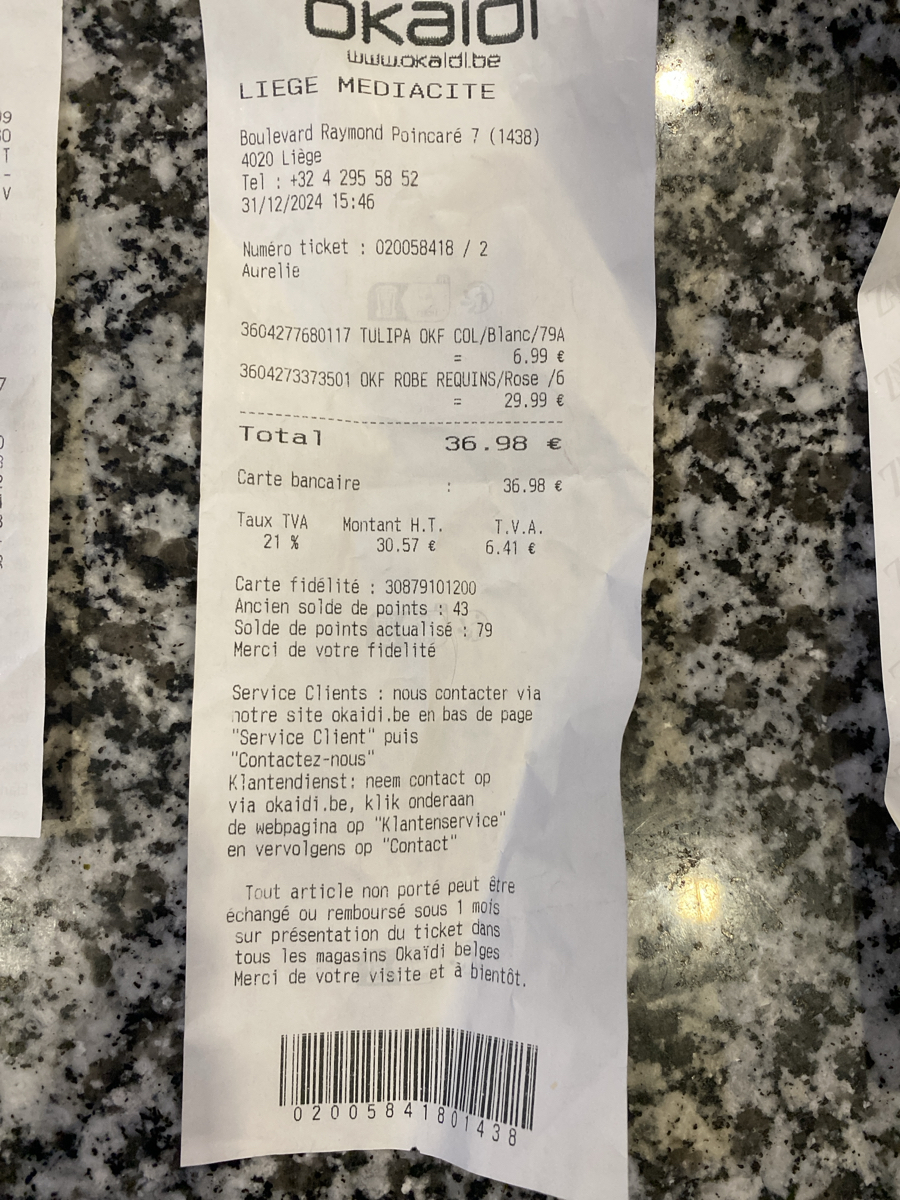 okaïdi
www.okaidi.be
LIEGE MEDIACITE
Boulevard Raymond Poincaré 7 (1438)
4020 Liège
Tel : +32 4 295 58 52
31/12/2024 15:46
Numéro ticket : 020058418 / 2
Aurelie
3604277680117 TULIPA OKF COL/Blanc/79A
= 6.99 €
3604273373501 OKF ROBE REQUINS/Rose /6
= 29.99 €
--------------------------------------
Total 36.98 €
Carte bancaire : 36.98 €
Taux TVA Montant H.T. T.V.A.
21 % 30.57 € 6.41 €
Carte fidélité : 30879101200
Ancien solde de points : 43
Solde de points actualisé : 79
Merci de votre fidelité
Service Clients : nous contacter via
notre site okaidi.be en bas de page
"Service Client" puis
"Contactez-nous"
Klantendienst: neem contact op
via okaidi.be, klik onderaan
de webpagina op "Klantenservice"
en vervolgens op "Contact"
Tout article non porté peut être
échangé ou remboursé sous 1 mois
sur présentation du ticket dans
tous les magasins Okaïdi belges
Merci de votre visite et à bientôt.
02005841801438